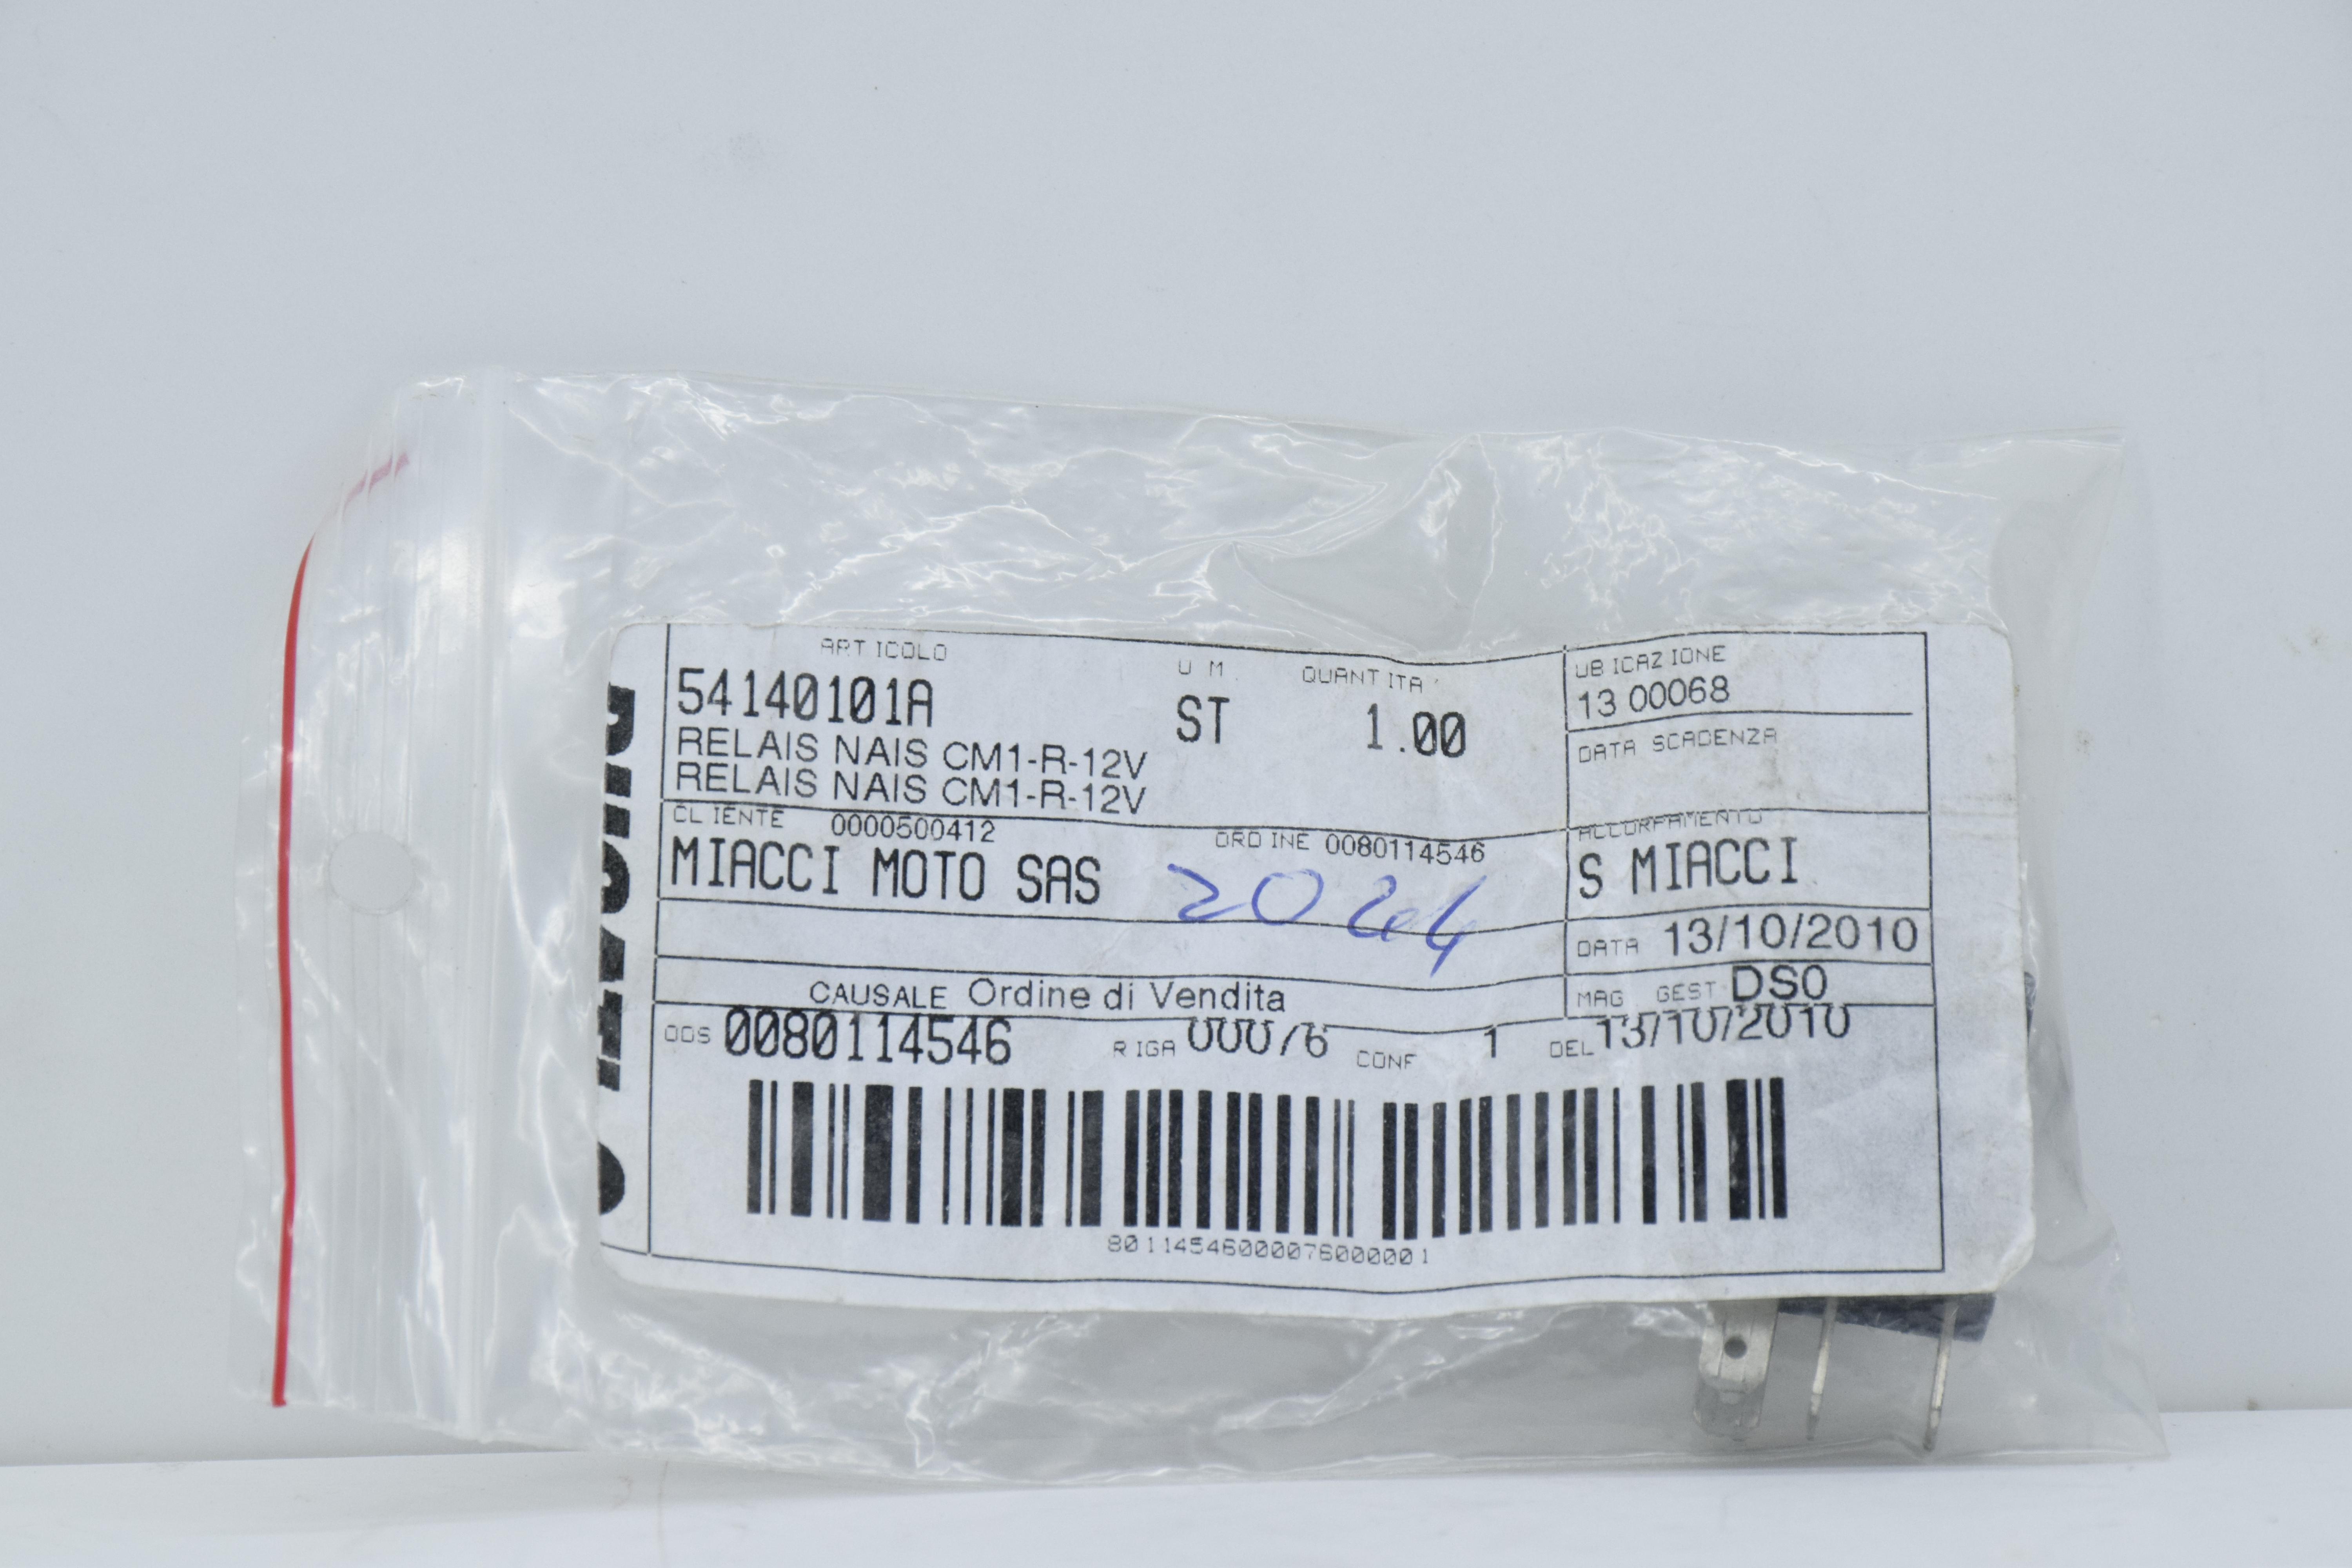 ARTICOLO U M. QUANTITA' UBICAZIONE
54140101A ST 1.00 13 00068
RELAIS NAIS CM1-R-12V DATA SCADENZA
RELAIS NAIS CM1-R-12V
CLIENTE 0000500412 ORDINE 0080114546 ACCORPAMENTO
MIACCI MOTO SAS S MIACCI
DATA 13/10/2010
CAUSALE Ordine di Vendita MAG GEST DS0
ODS 0080114546 RIGA 00076 CONF 1 DEL 13/10/2010
80114546000076000001